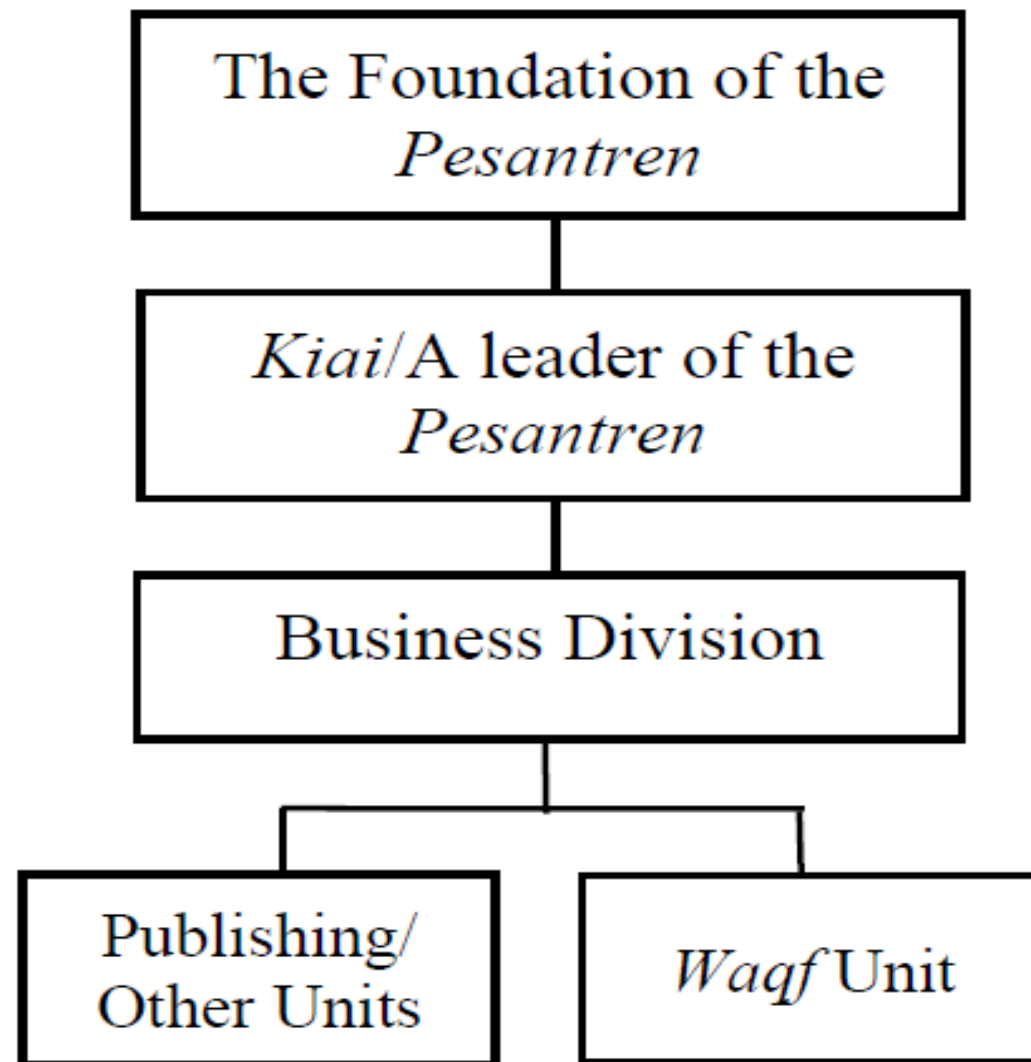 The Foundation of the
Pesantren
Kiai/A leader of the
Pesantren
Business Division
Publishing/
Other Units
Waqf Unit